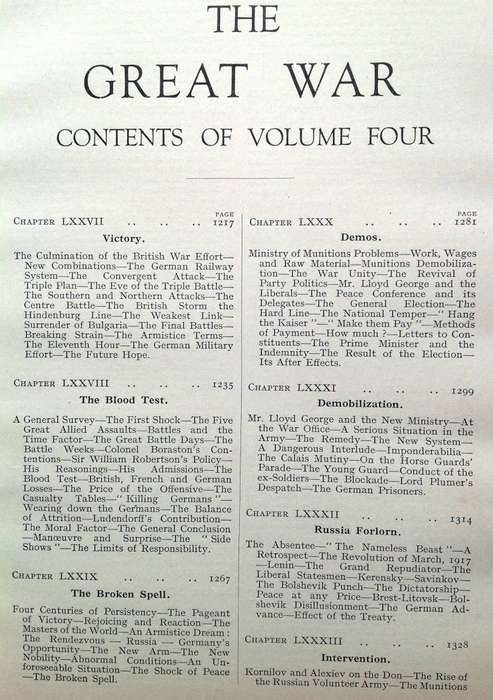 THE
GREAT WAR
CONTENTS OF VOLUME FOUR
PAGE
CHAPTER LXXVII .. .. .. 1217
Victory.
The Culmination of the British War Effort—
New Combinations—The German Railway
System—The Convergent Attack—The
Triple Plan—The Eve of the Triple Battle—
The Southern and Northern Attacks—The
Centre Battle—The British Storm the
Hindenburg Line—The Weakest Link—
Surrender of Bulgaria—The Final Battles—
Breaking Strain—The Armistice Terms—
The Eleventh Hour—The German Military
Effort—The Future Hope.
CHAPTER LXXVIII .. .. .. 1235
The Blood Test.
A General Survey—The First Shock—The Five
Great Allied Assaults—Battles and the
Time Factor—The Great Battle Days—The
Battle Weeks—Colonel Boraston's Con-
tentions—Sir William Robertson's Policy—
His Reasonings—His Admissions—The
Blood Test—British, French and German
Losses—The Price of the Offensive—The
Casualty Tables—" Killing Germans "—
Wearing down the Germans—The Balance
of Attrition—Ludendorff's Contribution—
The Moral Factor—The General Conclusion
—Manœuvre and Surprise—The " Side
Shows "—The Limits of Responsibility.
CHAPTER LXXIX .. .. .. 1267
The Broken Spell.
Four Centuries of Persistency—The Pageant
of Victory—Rejoicing and Reaction—The
Masters of the World—An Armistice Dream :
The Rendezvous — Russia — Germany's
Opportunity—The New Arm—The New
Nobility—Abnormal Conditions—An Un-
foreseeable Situation—The Shock of Peace
—The Broken Spell.
PAGE
CHAPTER LXXX .. .. .. 1281
Demos.
Ministry of Munitions Problems—Work, Wages
and Raw Material—Munitions Demobiliza-
tion—The War Unity—The Revival of
Party Politics—Mr. Lloyd George and the
Liberals—The Peace Conference and its
Delegates—The General Election—The
Hard Line—The National Temper—" Hang
the Kaiser "—" Make them Pay "—Methods
of Payment—How much ?—Letters to Con-
stituents—The Prime Minister and the
Indemnity—The Result of the Election—
Its After Effects.
CHAPTER LXXXI .. .. .. 1299
Demobilization.
Mr. Lloyd George and the New Ministry—At
the War Office—A Serious Situation in the
Army—The Remedy—The New System—
A Dangerous Interlude—Imponderabilia—
The Calais Mutiny—On the Horse Guards'
Parade—The Young Guard—Conduct of the
ex-Soldiers—The Blockade—Lord Plumer's
Despatch—The German Prisoners.
CHAPTER LXXXII .. .. .. 1314
Russia Forlorn.
The Absentee—" The Nameless Beast "—A
Retrospect—The Revolution of March, 1917
—Lenin—The Grand Repudiator—The
Liberal Statesmen—Kerensky—Savinkov—
The Bolshevik Punch—The Dictatorship—
Peace at any Price—Brest-Litovsk—Bol-
shevik Disillusionment—The German Ad-
vance—Effect of the Treaty.
CHAPTER LXXXIII .. .. .. 1328
Intervention.
Kornilov and Alexiev on the Don—The Rise of
the Russian Volunteer Army—The Munitions